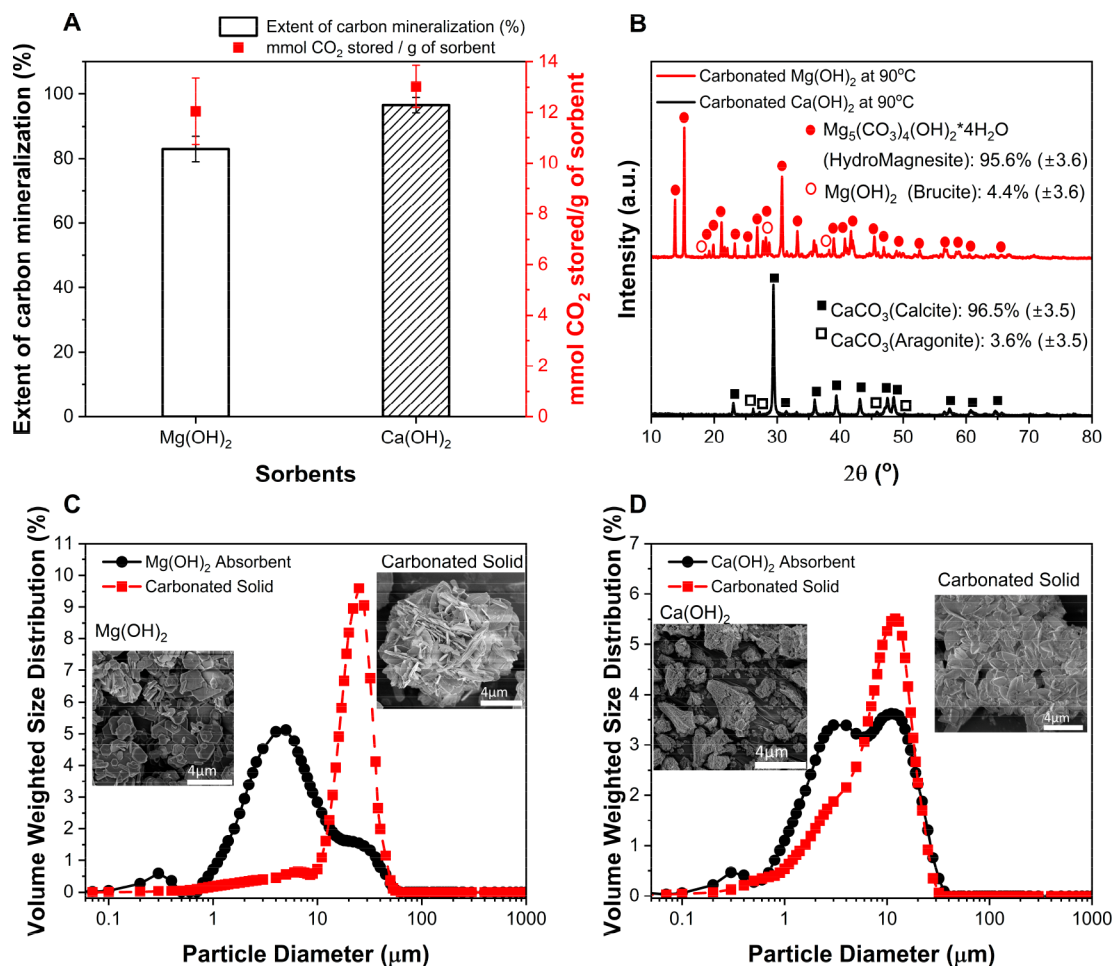 A
Extent of carbon mineralization (%)
mmol CO2 stored / g of sorbent
Extent of carbon mineralization (%)
100
80
60
40
20
0
14
12
10
8
6
4
2
0
mmol CO2 stored/g of sorbent
Mg(OH)2
Ca(OH)2
Sorbents
B
Carbonated Mg(OH)2 at 90°C
Carbonated Ca(OH)2 at 90°C
Mg5(CO3)4(OH)2*4H2O
(HydroMagnesite): 95.6% (±3.6)
Mg(OH)2 (Brucite): 4.4% (±3.6)
CaCO3(Calcite): 96.5% (±3.5)
CaCO3(Aragonite): 3.6% (±3.5)
Intensity (a.u.)
10 20 30 40 50 60 70 80
2θ (°)
C
Volume Weighted Size Distribution (%)
11
10
9
8
7
6
5
4
3
2
1
0
Mg(OH)2 Absorbent
Carbonated Solid
Carbonated Solid
4μm
Mg(OH)2
4μm
0.1 1 10 100 1000
Particle Diameter (μm)
D
Volume Weighted Size Distribution (%)
7
6
5
4
3
2
1
0
Ca(OH)2 Absorbent
Carbonated Solid
Carbonated Solid
4μm
Ca(OH)2
4μm
0.1 1 10 100 1000
Particle Diameter (μm)